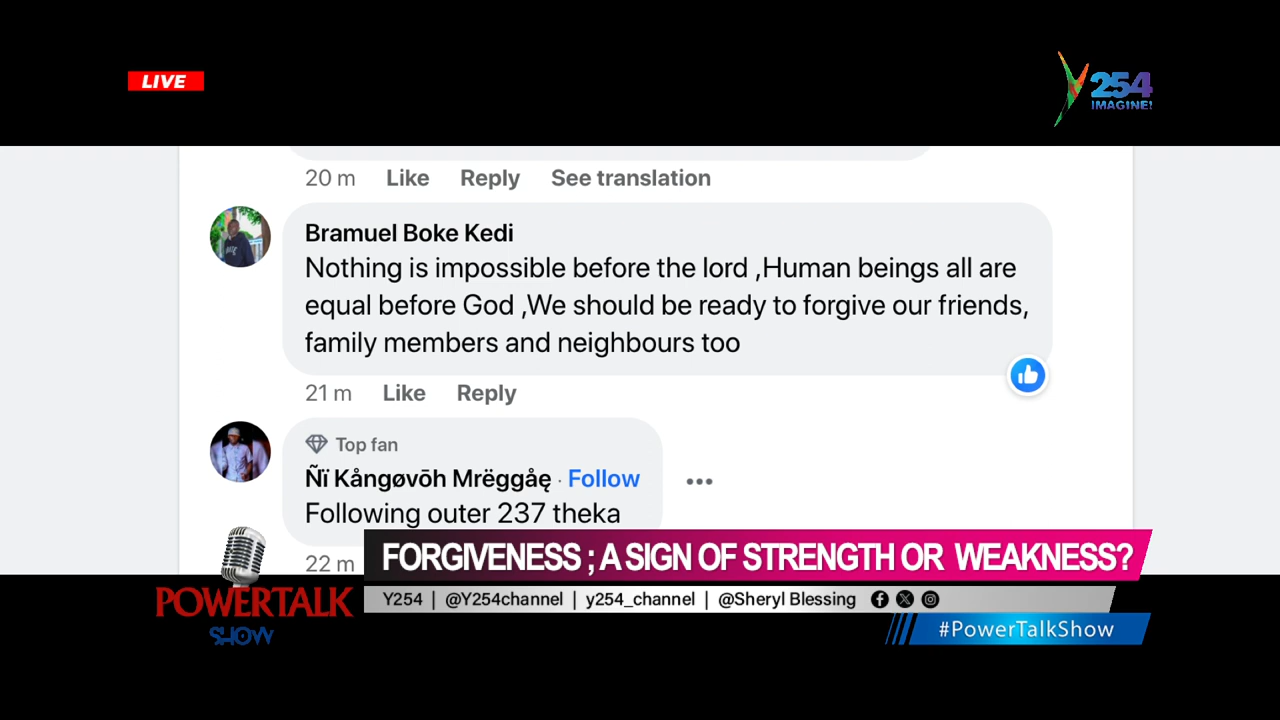 LIVE
254
IMAGINE!
20 m Like Reply See translation
Bramuel Boke Kedi
Nothing is impossible before the lord ,Human beings all are
equal before God ,We should be ready to forgive our friends,
family members and neighbours too
21 m Like Reply
Top fan
Ñï Kångøvōh Mrëggåę · Follow
Following outer 237 theka
22 m
FORGIVENESS ; A SIGN OF STRENGTH OR WEAKNESS?
POWERTALK
SHOW
Y254 | @Y254channel | y254_channel | @Sheryl Blessing
#PowerTalkShow